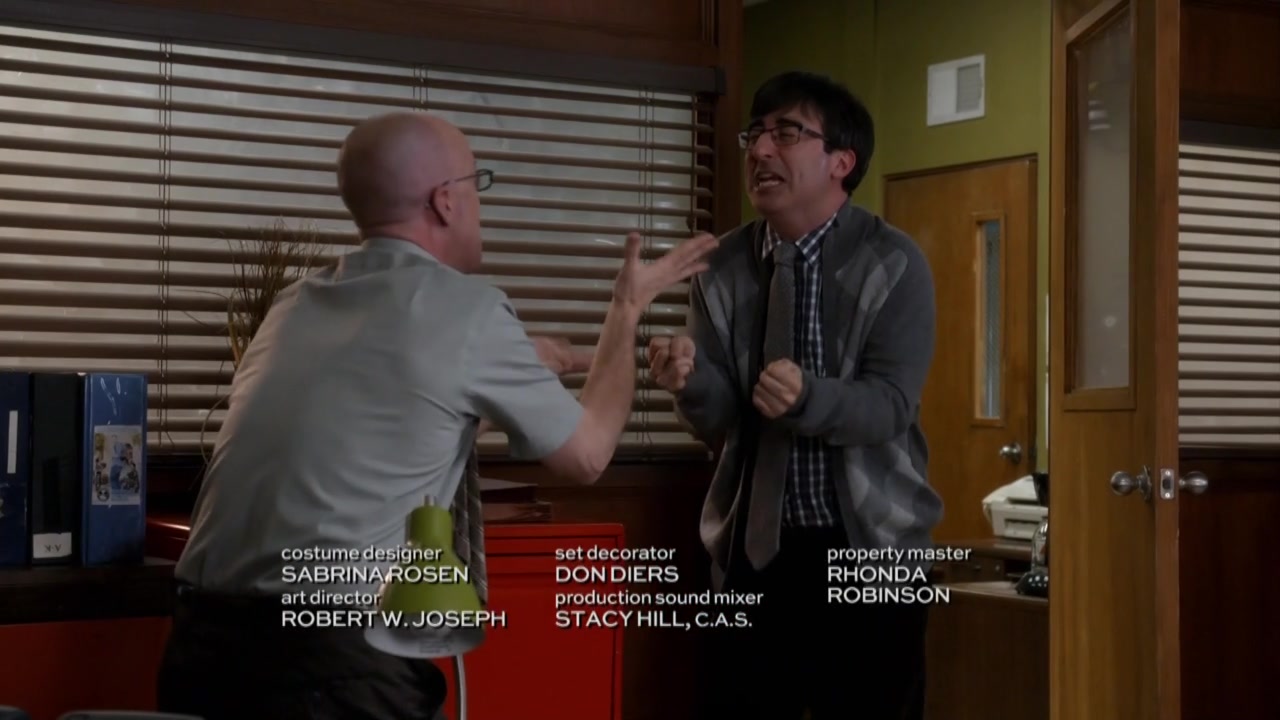 costume designer
SABRINA ROSEN
art director
ROBERT W. JOSEPH
set decorator
DON DIERS
production sound mixer
STACY HILL, C.A.S.
property master
RHONDA
ROBINSON